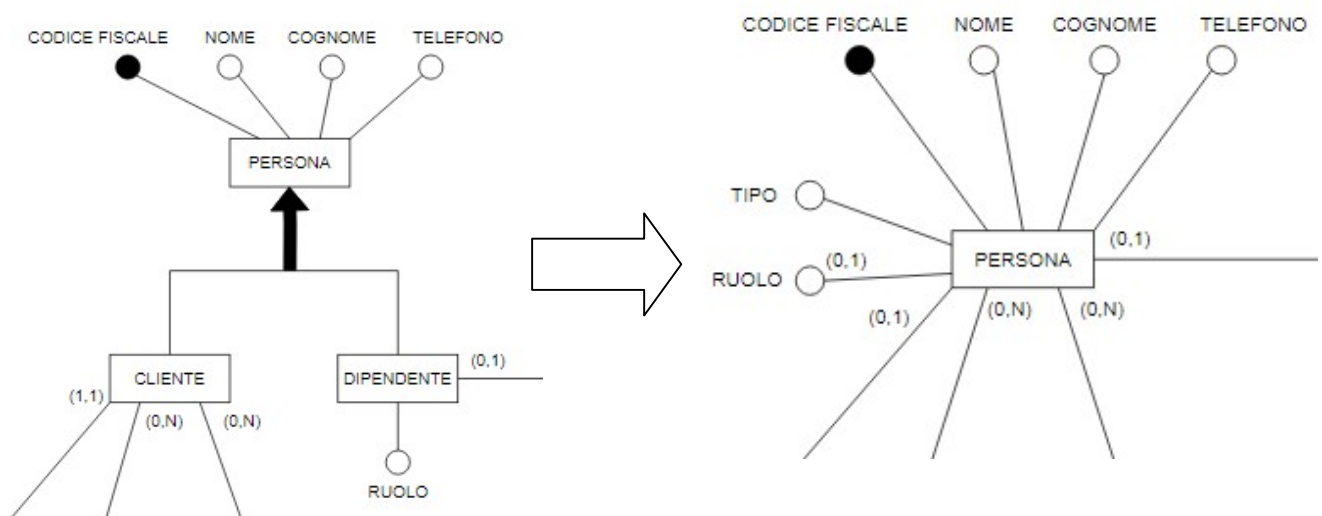 CODICE FISCALE NOME COGNOME TELEFONO
PERSONA
CLIENTE
DIPENDENTE
(0,1)
(1,1)
(0,N)
(0,N)
RUOLO
CODICE FISCALE NOME COGNOME TELEFONO
TIPO
PERSONA
(0,1)
RUOLO
(0,1)
(0,1)
(0,N)
(0,N)